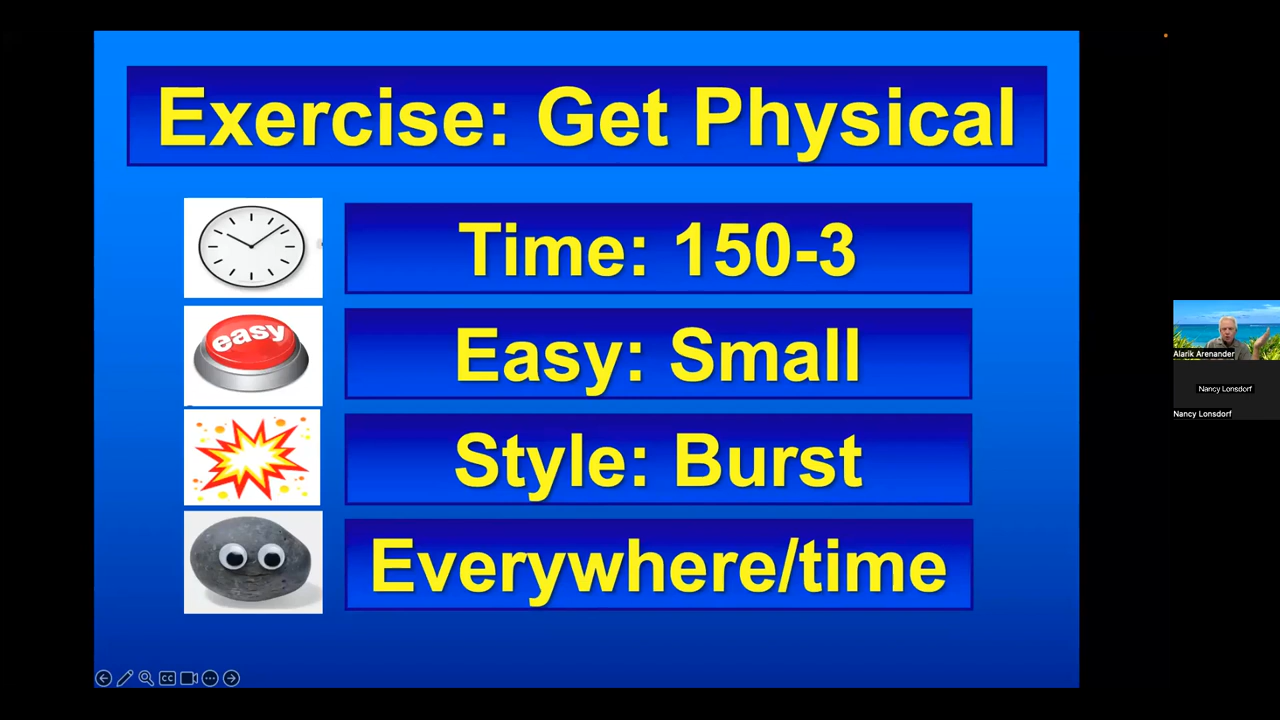 Exercise: Get Physical
Time: 150-3
easy
Easy: Small
Style: Burst
Everywhere/time
CC
Alarik Arenander
Nancy Lonsdorf
Nancy Lonsdorf